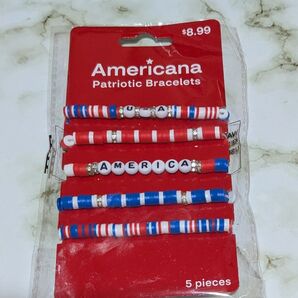 $8.99
Americana
Patriotic Bracelets
USA
AMERICA
5 pieces